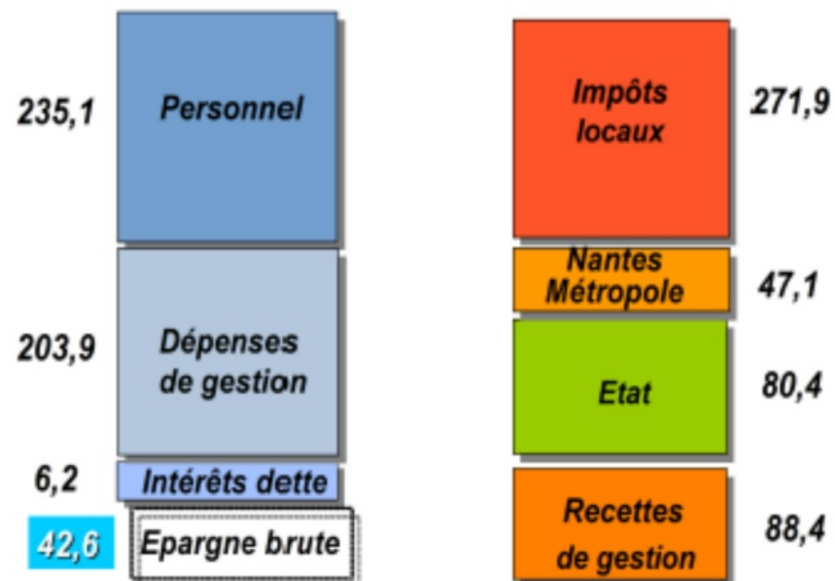 235,1
Personnel
203,9
Dépenses
de gestion
6,2
Intérêts dette
42,6
Epargne brute
Impôts
locaux
271,9
Nantes
Métropole
47,1
Etat
80,4
Recettes
de gestion
88,4